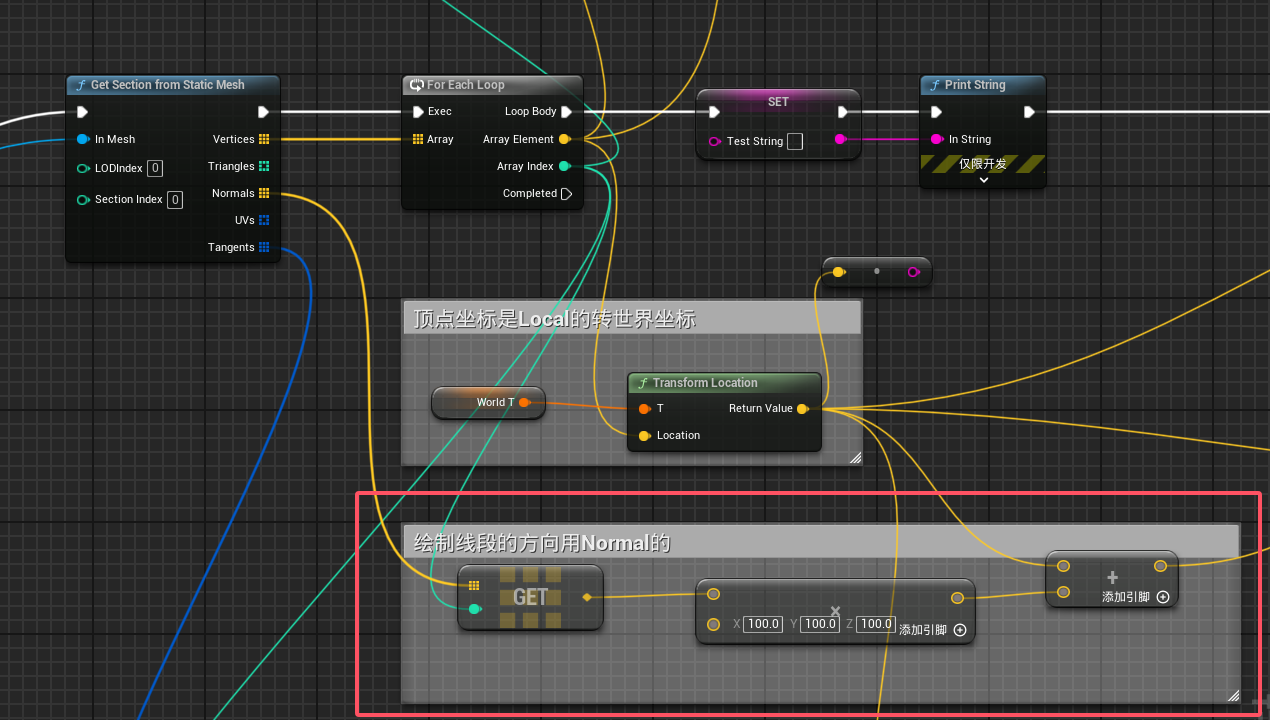 Get Section from Static Mesh
In Mesh
LODIndex 0
Section Index 0
Vertices
Triangles
Normals
UVs
Tangents
For Each Loop
Exec
Array
Loop Body
Array Element
Array Index
Completed
SET
Test String
Print String
In String
仅限开发
顶点坐标是Local的转世界坐标
World T
Transform Location
T
Location
Return Value
绘制线段的方向用Normal的
GET
×
X 100.0 Y 100.0 Z 100.0
添加引脚
+
添加引脚